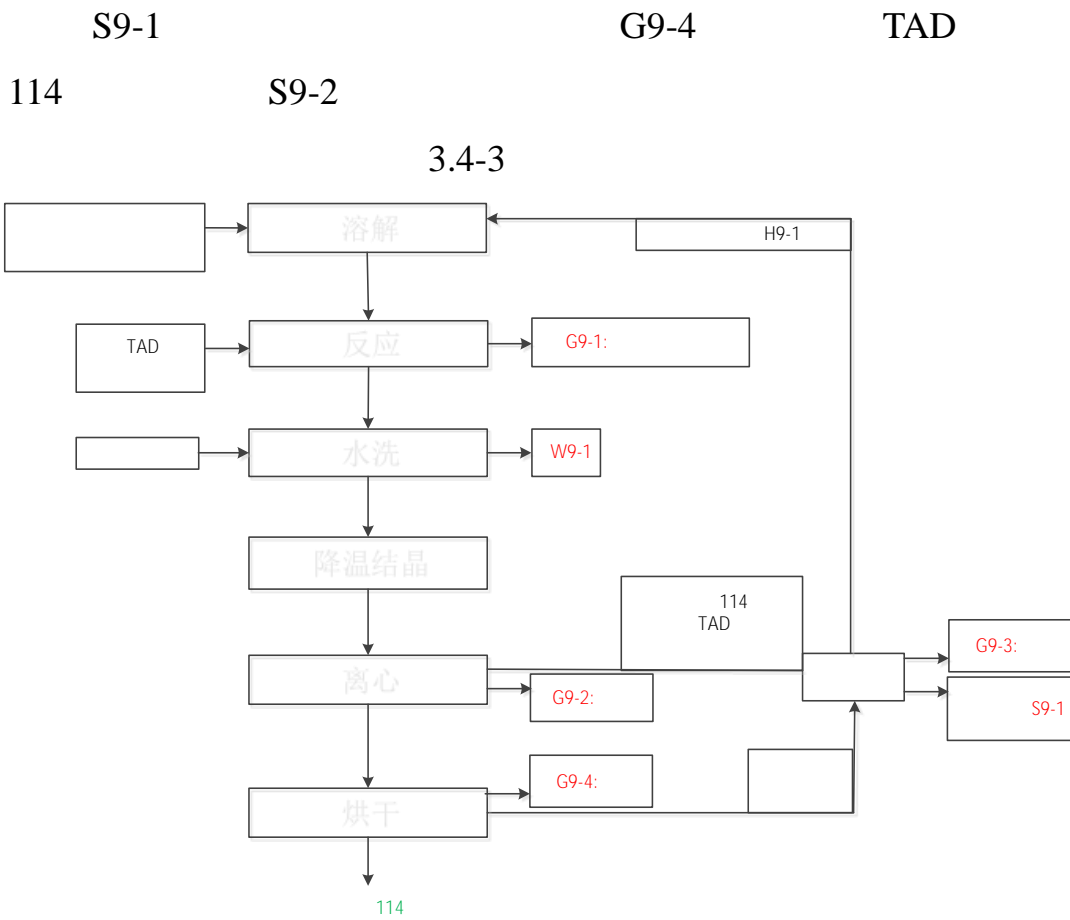 S9-1 G9-4 TAD
114 S9-2
3.4-3
溶解
H9-1
TAD
反应
G9-1:
水洗
W9-1
降温结晶
114
TAD
G9-3:
离心
G9-2:
S9-1
G9-4:
烘干
114